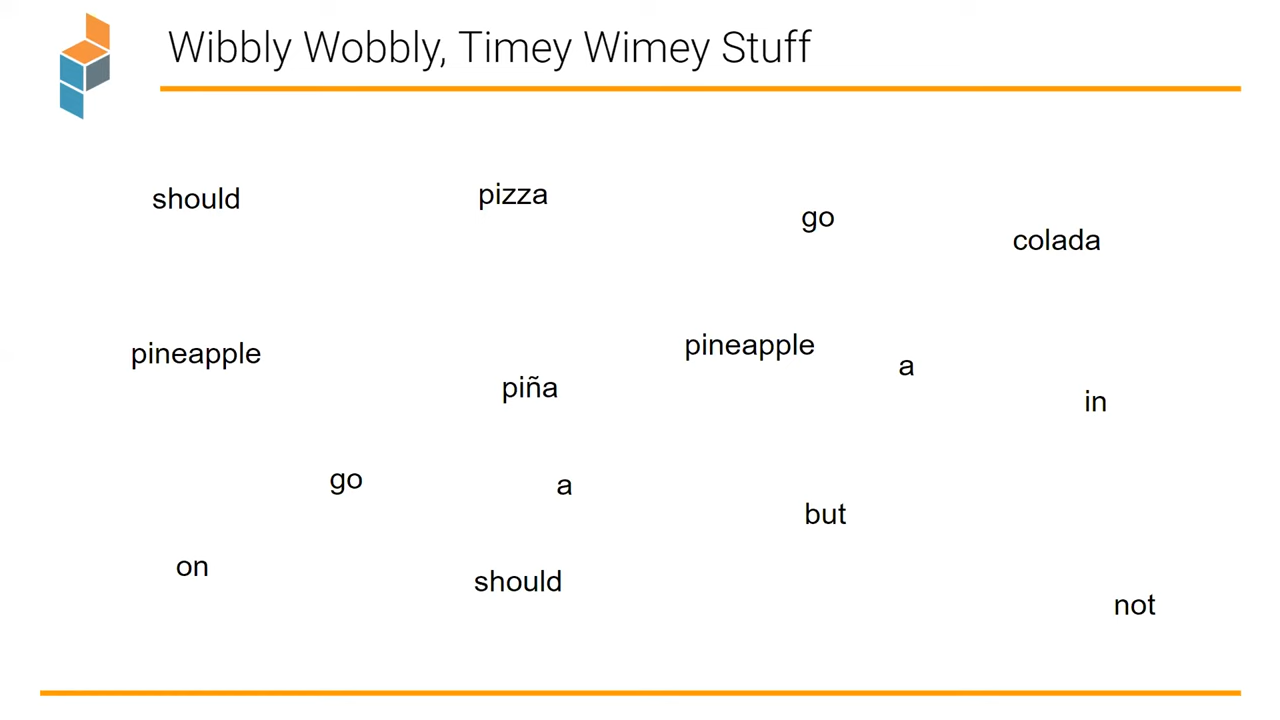 Wibbly Wobbly, Timey Wimey Stuff
should
pizza
go
colada
pineapple
pineapple
a
piña
in
go
a
but
on
should
not